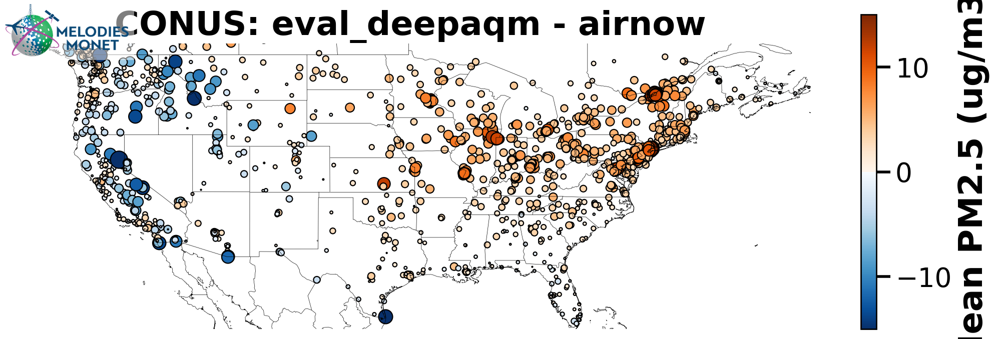 CONUS: eval_deepaqm - airnow
MELODIES
MONET
10
0
−10
ean PM2.5 (ug/m3